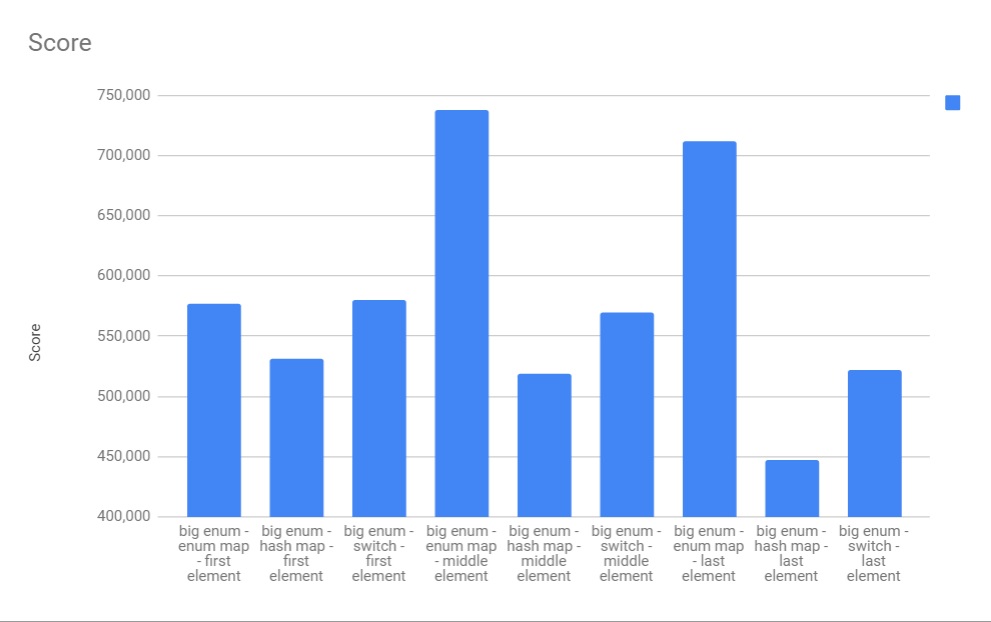 Score
750,000
700,000
650,000
600,000
550,000
500,000
450,000
400,000
Score
big enum -
enum map
- first
element
big enum -
hash map -
first
element
big enum -
switch -
first
element
big enum -
enum map
- middle
element
big enum -
hash map -
middle
element
big enum -
switch -
middle
element
big enum -
enum map
- last
element
big enum -
hash map -
last
element
big enum -
switch -
last
element